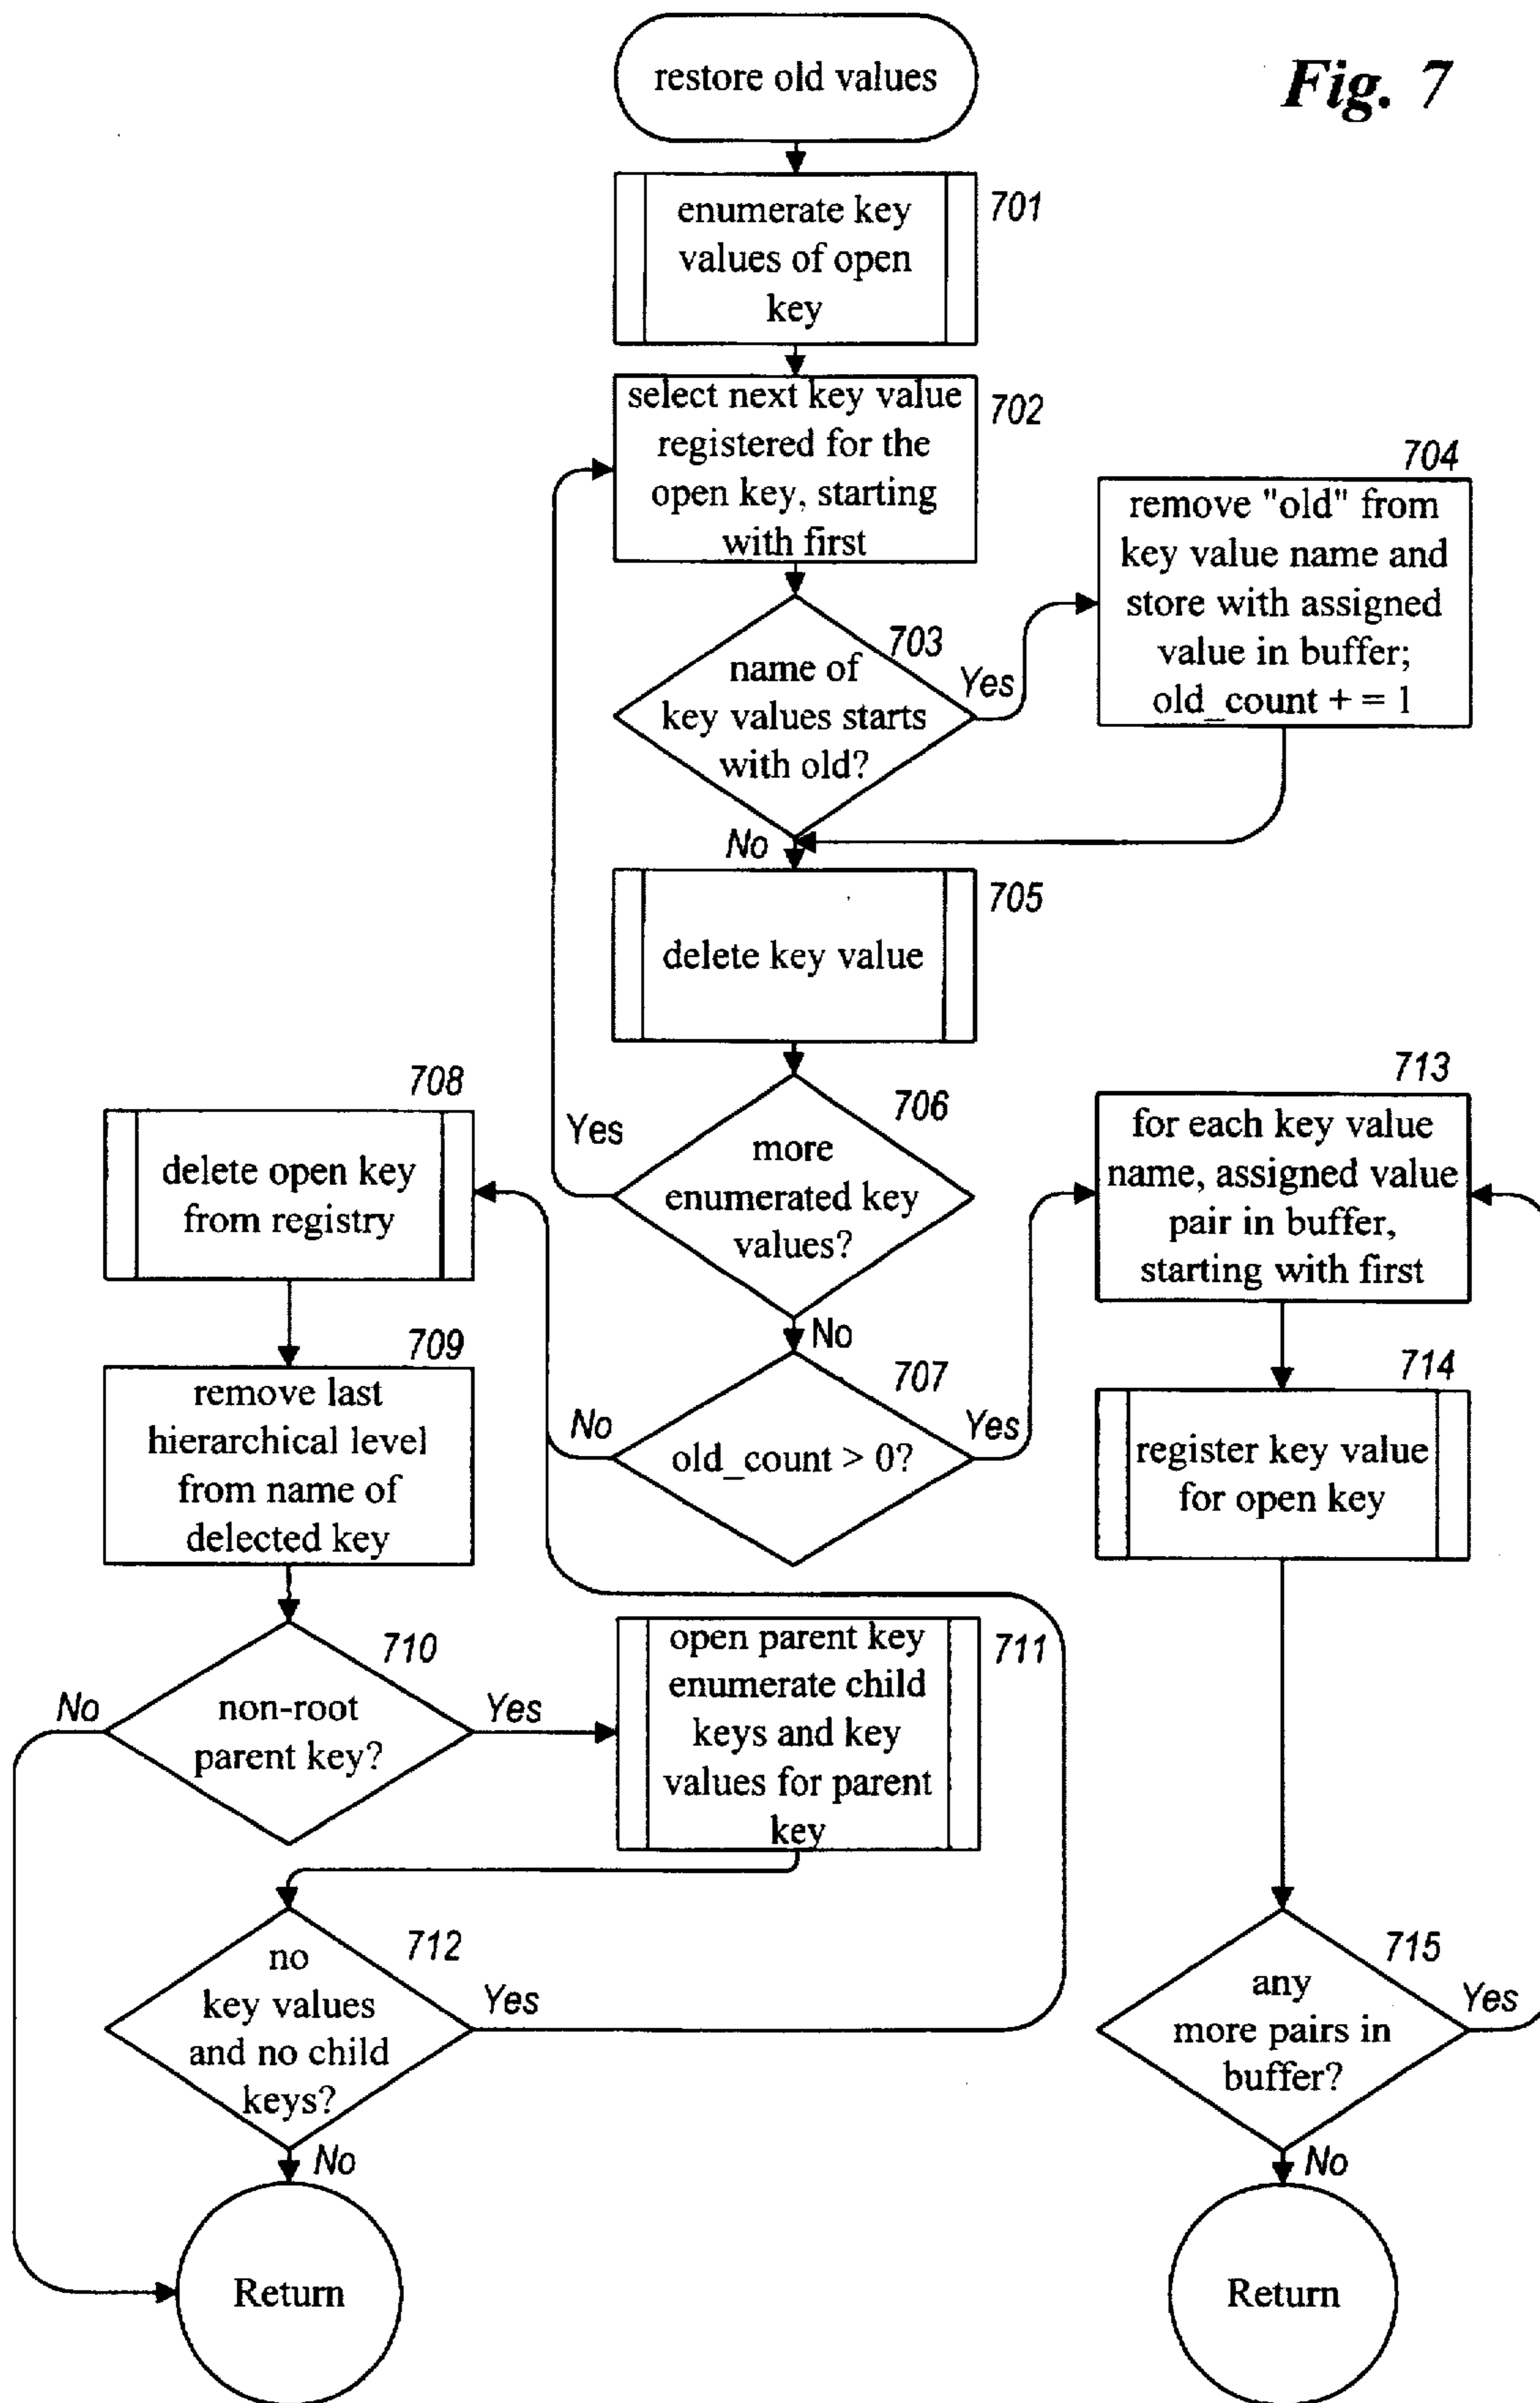 Fig. 7
restore old values
701
enumerate key
values of open
key
702
select next key value
registered for the
open key, starting
with first
704
remove "old" from
key value name and
store with assigned
value in buffer;
old_count + = 1
703
name of
key values starts
with old?
Yes
No
705
delete key value
706
more
enumerated key
values?
Yes
No
707
old_count > 0?
No
Yes
708
delete open key
from registry
709
remove last
hierarchical level
from name of
delected key
710
non-root
parent key?
No
Yes
711
open parent key
enumerate child
keys and key
values for parent
key
712
no
key values
and no child
keys?
Yes
No
Return
713
for each key value
name, assigned value
pair in buffer,
starting with first
714
register key value
for open key
715
any
more pairs in
buffer?
Yes
No
Return